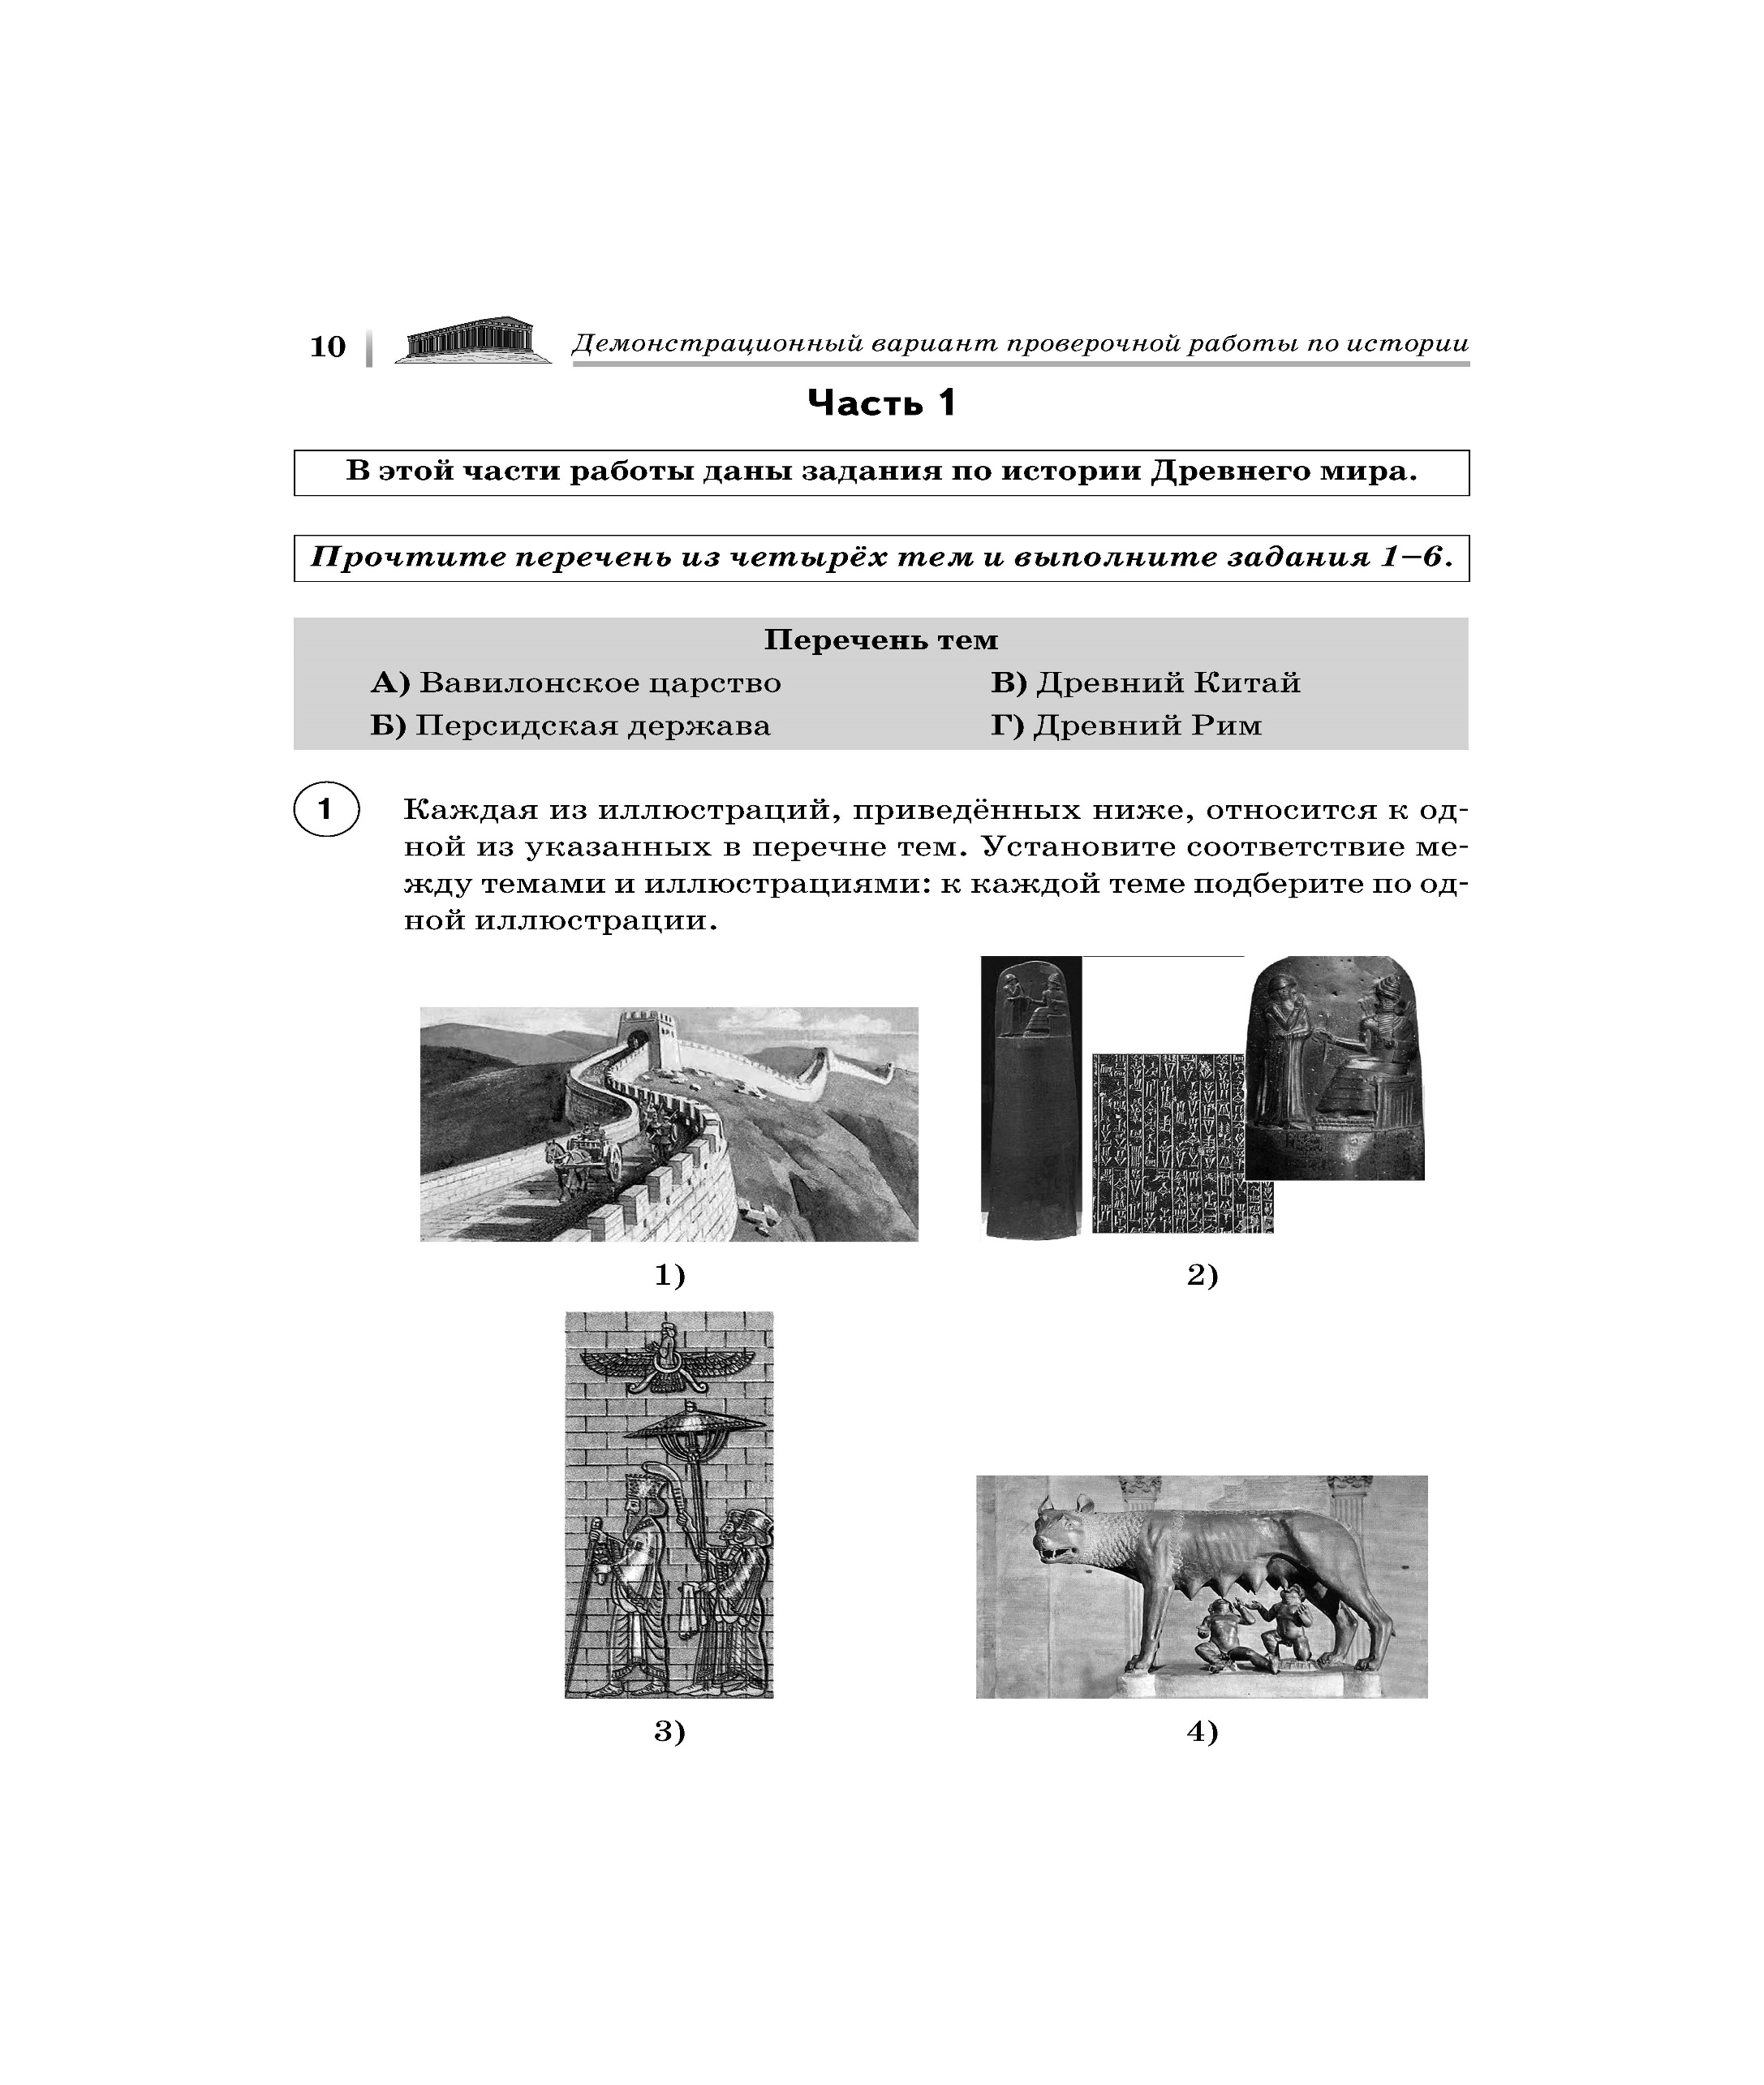 10
Демонстрационный вариант проверочной работы по истории
Часть 1
В этой части работы даны задания по истории Древнего мира.
Прочтите перечень из четырёх тем и выполните задания 1–6.
Перечень тем
А) Вавилонское царство
В) Древний Китай
Б) Персидская держава
Г) Древний Рим
1
Каждая из иллюстраций, приведённых ниже, относится к од-
ной из указанных в перечне тем. Установите соответствие ме-
жду темами и иллюстрациями: к каждой теме подберите по од-
ной иллюстрации.
1)
2)
3)
4)